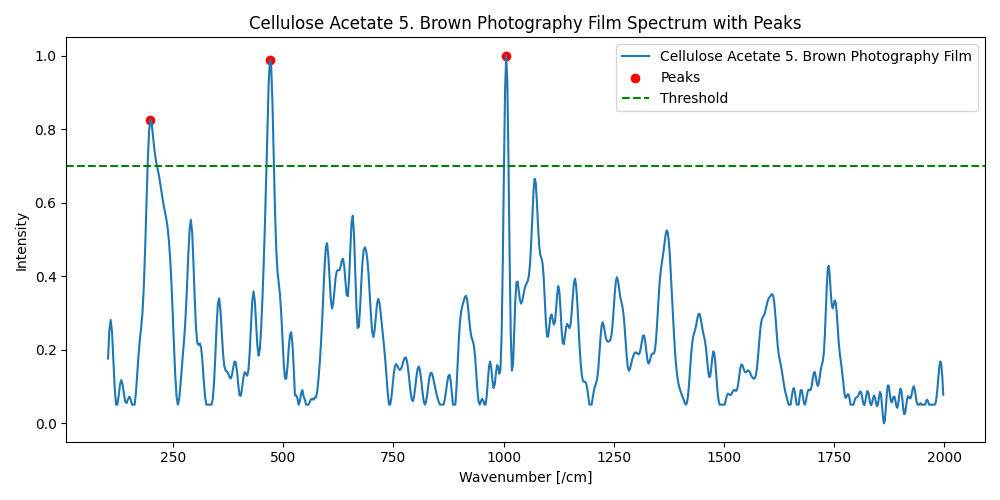 Cellulose Acetate 5. Brown Photography Film Spectrum with Peaks
Cellulose Acetate 5. Brown Photography Film
Peaks
Threshold
Intensity
1.0
0.8
0.6
0.4
0.2
0.0
250 500 750 1000 1250 1500 1750 2000
Wavenumber [/cm]